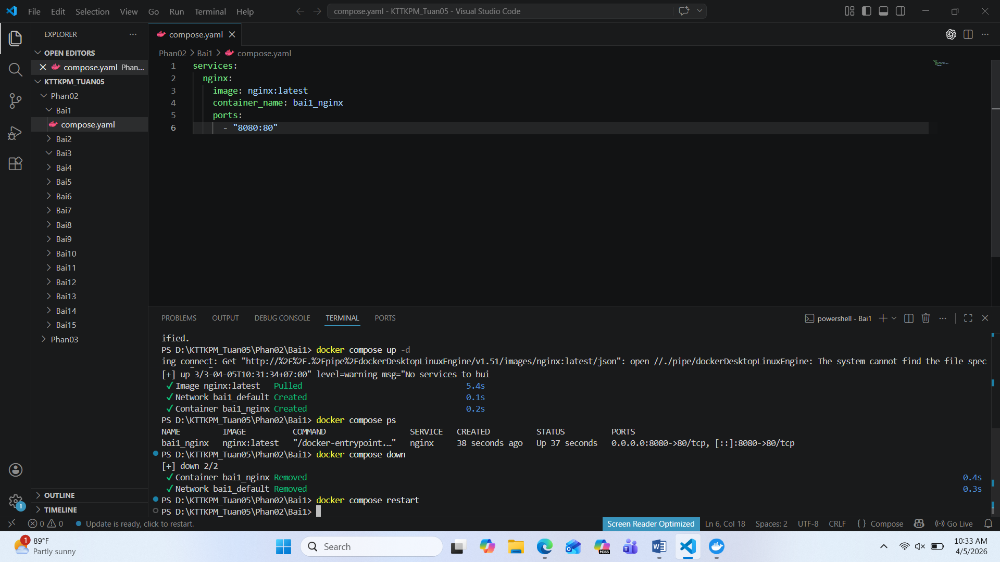 File Edit Selection View Go Run Terminal Help
compose.yaml - KTTKPM_Tuan05 - Visual Studio Code
EXPLORER
OPEN EDITORS
compose.yaml Phan...
KTTKPM_TUAN05
Phan02
Bai1
compose.yaml
Bai2
Bai3
Bai4
Bai5
Bai6
Bai7
Bai8
Bai9
Bai10
Bai11
Bai12
Bai13
Bai14
Bai15
Phan03
OUTLINE
TIMELINE
compose.yaml
Phan02 > Bai1 > compose.yaml
1 services:
2 nginx:
3 image: nginx:latest
4 container_name: bai1_nginx
5 ports:
6 - "8080:80"
PROBLEMS OUTPUT DEBUG CONSOLE TERMINAL PORTS
powershell - Bai1
ified.
PS D:\KTTKPM_Tuan05\Phan02\Bai1> docker compose up -d
ing connect: Get "http://%2F%2F.%2Fpipe%2FdockerDesktopLinuxEngine/v1.51/images/nginx:latest/json": open //./pipe/dockerDesktopLinuxEngine: The system cannot find the file spec
[+] up 3/3-04-05T10:31:34+07:00" level=warning msg="No services to bui
✓ Image nginx:latest Pulled 5.4s
✓ Network bai1_default Created 0.1s
✓ Container bai1_nginx Created 0.2s
PS D:\KTTKPM_Tuan05\Phan02\Bai1> docker compose ps
NAME IMAGE COMMAND SERVICE CREATED STATUS PORTS
bai1_nginx nginx:latest "/docker-entrypoint.…" nginx 38 seconds ago Up 37 seconds 0.0.0.0:8080->80/tcp, [::]:8080->80/tcp
PS D:\KTTKPM_Tuan05\Phan02\Bai1> docker compose down
[+] down 2/2
✓ Container bai1_nginx Removed 0.4s
✓ Network bai1_default Removed 0.3s
PS D:\KTTKPM_Tuan05\Phan02\Bai1> docker compose restart
PS D:\KTTKPM_Tuan05\Phan02\Bai1>
1
0 0 Update is ready, click to restart.
Screen Reader Optimized Ln 6, Col 18 Spaces: 2 UTF-8 CRLF { } Compose Go Live
1
89°F
Partly sunny
Search
M365
10:33 AM
4/5/2026